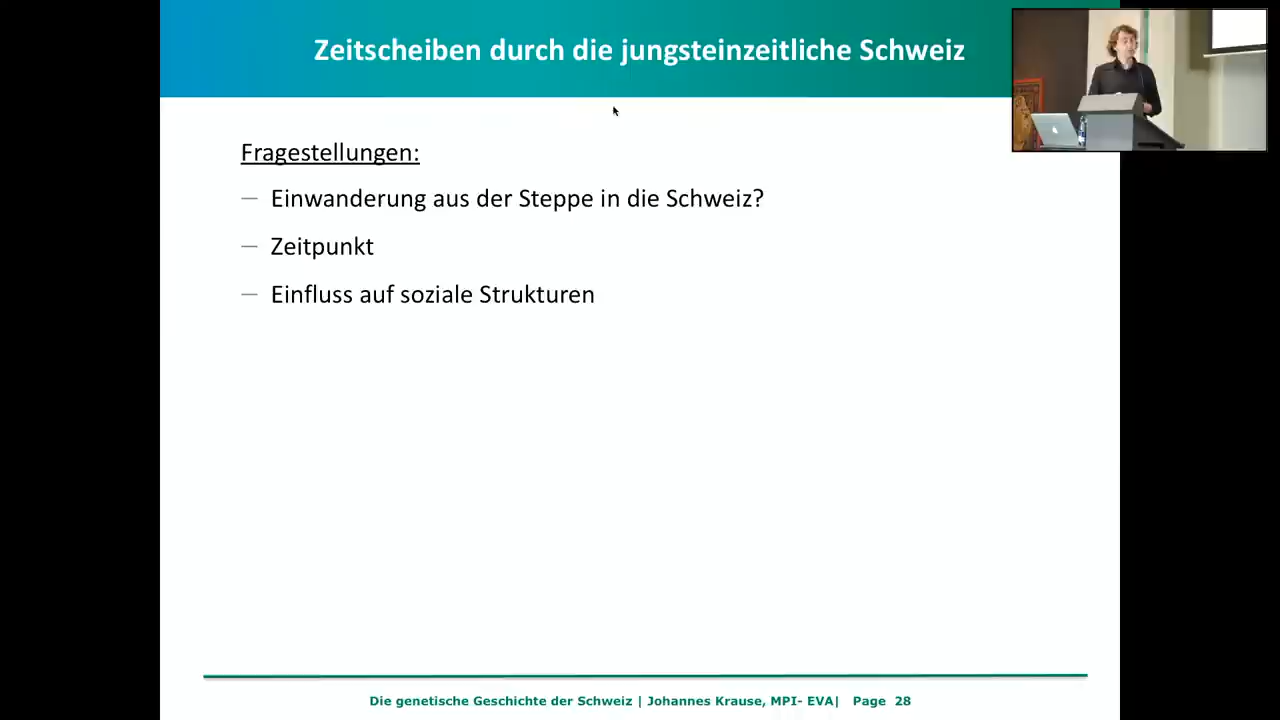 Zeitscheiben durch die jungsteinzeitliche Schweiz
Fragestellungen:
— Einwanderung aus der Steppe in die Schweiz?
— Zeitpunkt
— Einfluss auf soziale Strukturen
Die genetische Geschichte der Schweiz | Johannes Krause, MPI- EVA| Page 28